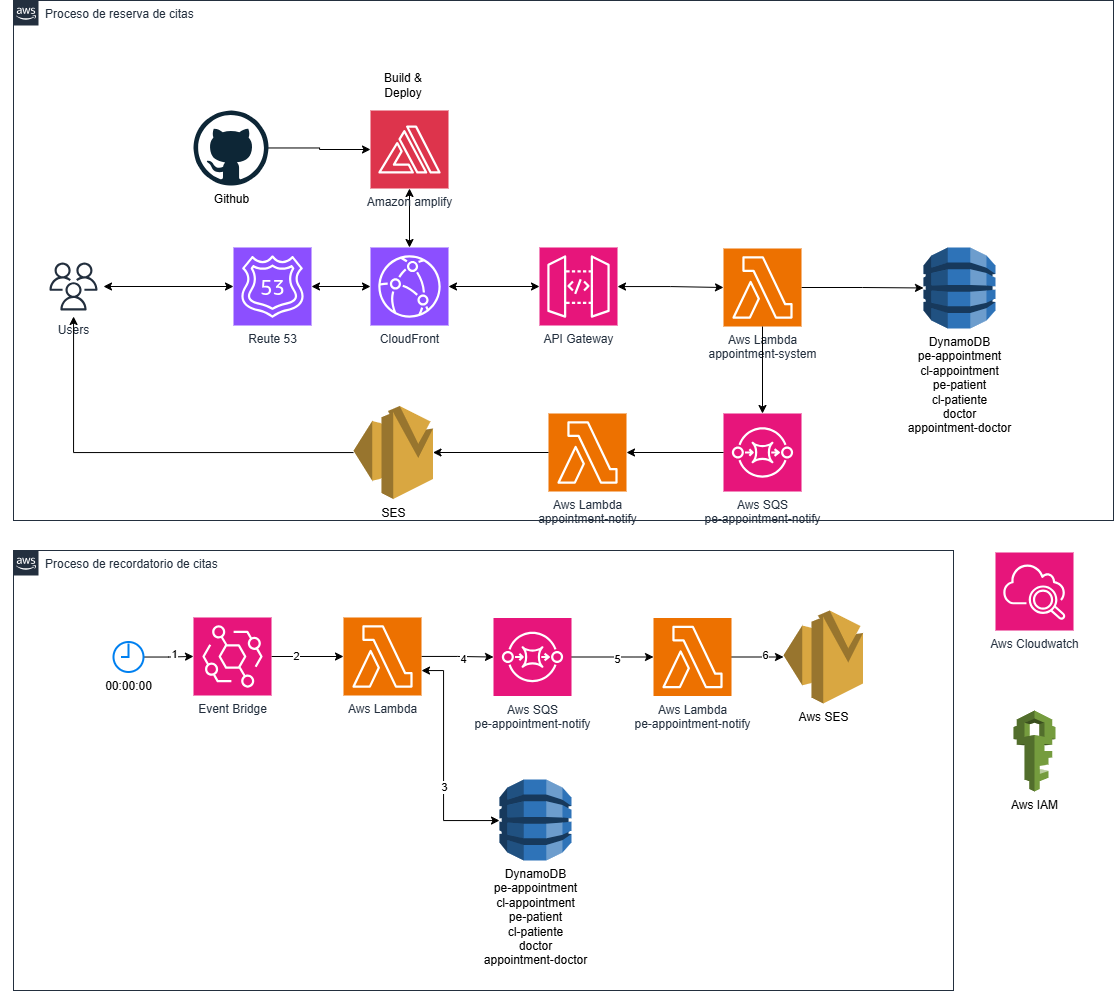 aws
Proceso de reserva de citas
Build &
Deploy
Github
Amazon amplify
Users
53
Reute 53
CloudFront
</>
API Gateway
Aws Lambda
appointment-system
DynamoDB
pe-appointment
cl-appointment
pe-patient
cl-patiente
doctor
appointment-doctor
SES
Aws Lambda
appointment-notify
Aws SQS
pe-appointment-notify
aws
Proceso de recordatorio de citas
00:00:00
1
Event Bridge
2
Aws Lambda
4
Aws SQS
pe-appointment-notify
5
Aws Lambda
pe-appointment-notify
6
Aws SES
3
DynamoDB
pe-appointment
cl-appointment
pe-patient
cl-patiente
doctor
appointment-doctor
Aws Cloudwatch
Aws IAM